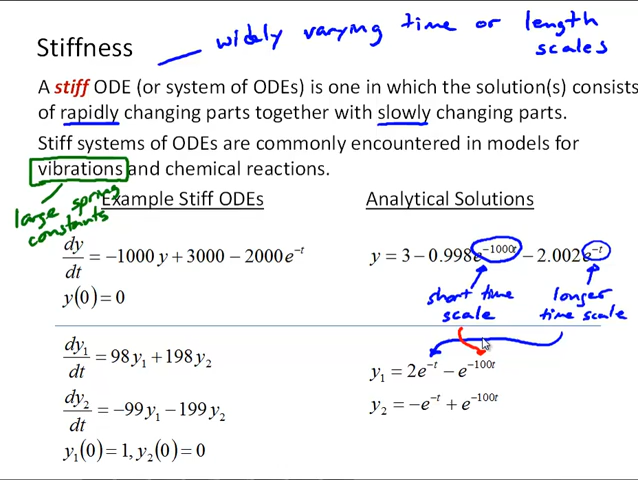 Stiffness
widely varying time or length
scales
A stiff ODE (or system of ODEs) is one in which the solution(s) consists
of rapidly changing parts together with slowly changing parts.
Stiff systems of ODEs are commonly encountered in models for
vibrations and chemical reactions.
large spring
constants
Example Stiff ODEs
Analytical Solutions
dy/dt = −1000y + 3000 − 2000e^{−t}
y = 3 − 0.998e^{−1000t} − 2.002e^{−t}
y(0) = 0
short time
scale
longer
time scale
dy₁/dt = 98y₁ + 198y₂
y₁ = 2e^{−t} − e^{−100t}
dy₂/dt = −99y₁ − 199y₂
y₂ = −e^{−t} + e^{−100t}
y₁(0) = 1, y₂(0) = 0